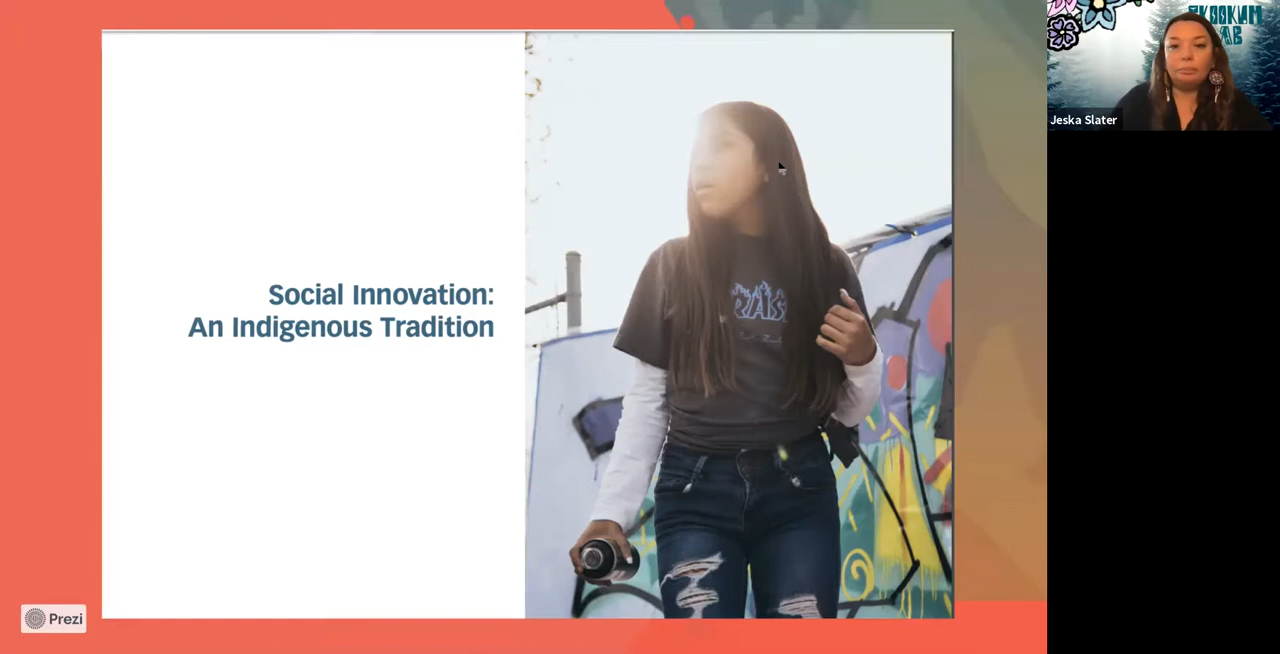 Social Innovation:
An Indigenous Tradition
Prezi
Jeska Slater